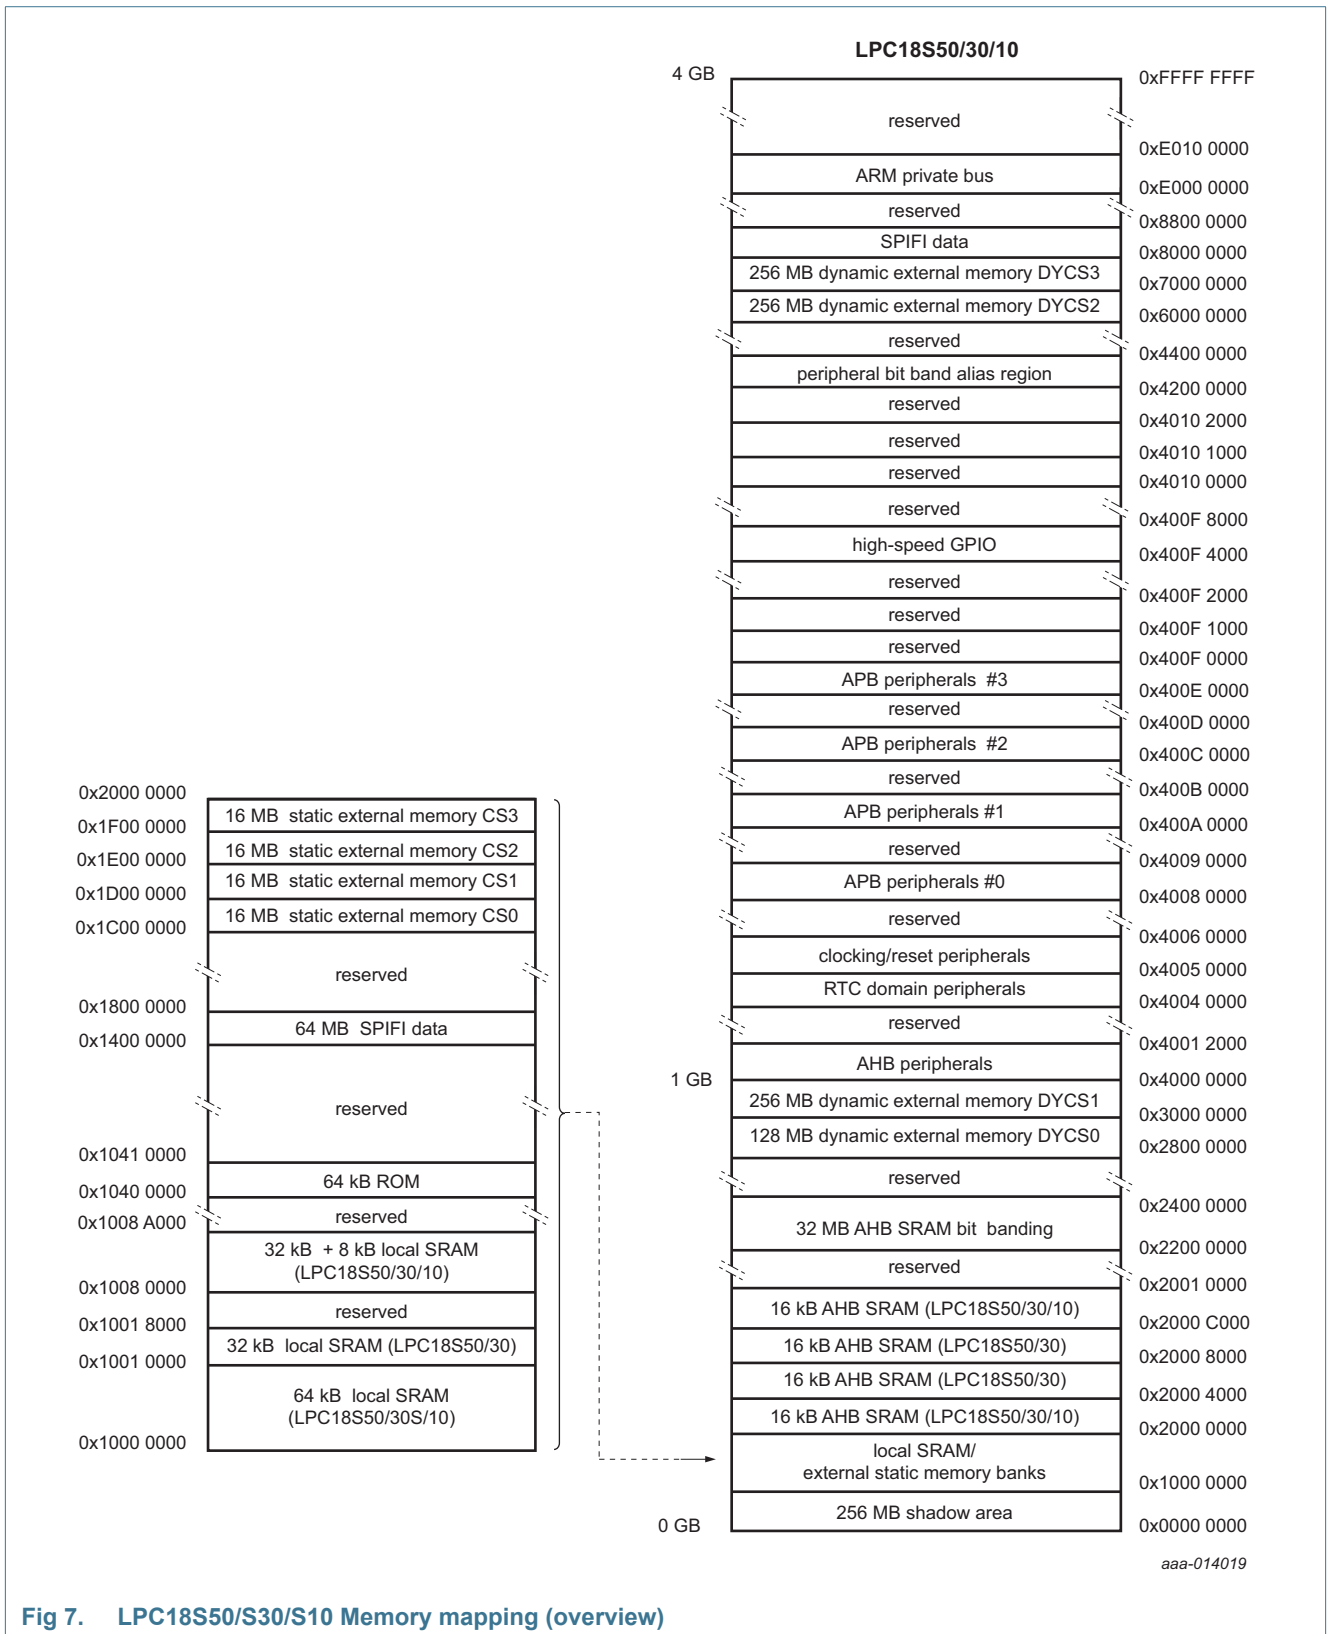 LPC18S50/30/10
4 GB
0xFFFF FFFF
reserved
0xE010 0000
ARM private bus
0xE000 0000
reserved
0x8800 0000
SPIFI data
0x8000 0000
256 MB dynamic external memory DYCS3
0x7000 0000
256 MB dynamic external memory DYCS2
0x6000 0000
reserved
0x4400 0000
peripheral bit band alias region
0x4200 0000
reserved
0x4010 2000
reserved
0x4010 1000
reserved
0x4010 0000
reserved
0x400F 8000
high-speed GPIO
0x400F 4000
reserved
0x400F 2000
reserved
0x400F 1000
reserved
0x400F 0000
APB peripherals #3
0x400E 0000
reserved
0x400D 0000
APB peripherals #2
0x400C 0000
reserved
0x400B 0000
APB peripherals #1
0x400A 0000
reserved
0x4009 0000
APB peripherals #0
0x4008 0000
reserved
0x4006 0000
clocking/reset peripherals
0x4005 0000
RTC domain peripherals
0x4004 0000
reserved
0x4001 2000
AHB peripherals
1 GB
0x4000 0000
256 MB dynamic external memory DYCS1
0x3000 0000
128 MB dynamic external memory DYCS0
0x2800 0000
reserved
0x2400 0000
32 MB AHB SRAM bit banding
0x2200 0000
reserved
0x2001 0000
16 kB AHB SRAM (LPC18S50/30/10)
0x2000 C000
16 kB AHB SRAM (LPC18S50/30)
0x2000 8000
16 kB AHB SRAM (LPC18S50/30)
0x2000 4000
16 kB AHB SRAM (LPC18S50/30/10)
0x2000 0000
local SRAM/
external static memory banks
0x1000 0000
256 MB shadow area
0 GB
0x0000 0000
0x2000 0000
16 MB static external memory CS3
0x1F00 0000
16 MB static external memory CS2
0x1E00 0000
16 MB static external memory CS1
0x1D00 0000
16 MB static external memory CS0
0x1C00 0000
reserved
0x1800 0000
64 MB SPIFI data
0x1400 0000
reserved
0x1041 0000
64 kB ROM
0x1040 0000
reserved
0x1008 A000
32 kB + 8 kB local SRAM
(LPC18S50/30/10)
0x1008 0000
reserved
0x1001 8000
32 kB local SRAM (LPC18S50/30)
0x1001 0000
64 kB local SRAM
(LPC18S50/30S/10)
0x1000 0000
aaa-014019
Fig 7. LPC18S50/S30/S10 Memory mapping (overview)